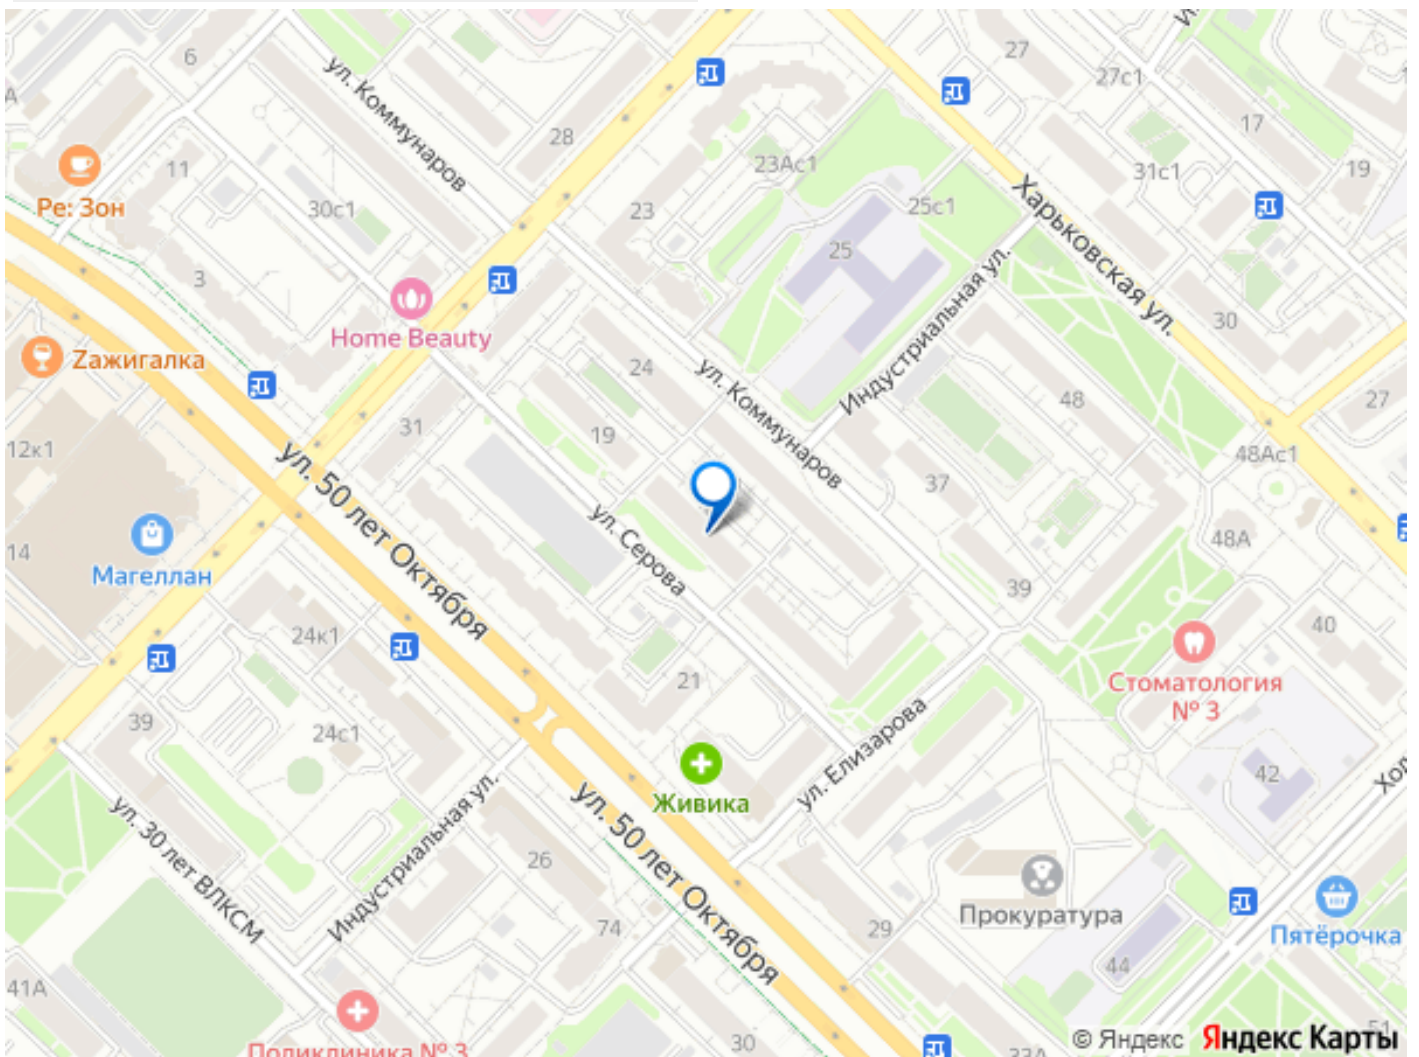 6
27
27с1
А
ул. Коммунаров
28
17
11
23Ас1
31с1
19
Ре: Зон
30с1
23
25с1
Харьковская ул.
25
3
Индустриальная ул.
30
Home Beauty
Zажигалка
24
ул. Коммунаров
48
27
12к1
31
19
48Ас1
37
ул. 50 лет Октября
ул. Серова
48А
14
Магеллан
39
24к1
40
21
Стоматология
№ 3
39
24с1
ул. Елизарова
42
Хол
Живика
ул. 30 лет ВЛКСМ
Индустриальная ул.
26
ул. 50 лет Октября
Прокуратура
74
29
Пятёрочка
44
41А
30
33А
51
Поликлиника № 3
© Яндекс Яндекс Карты